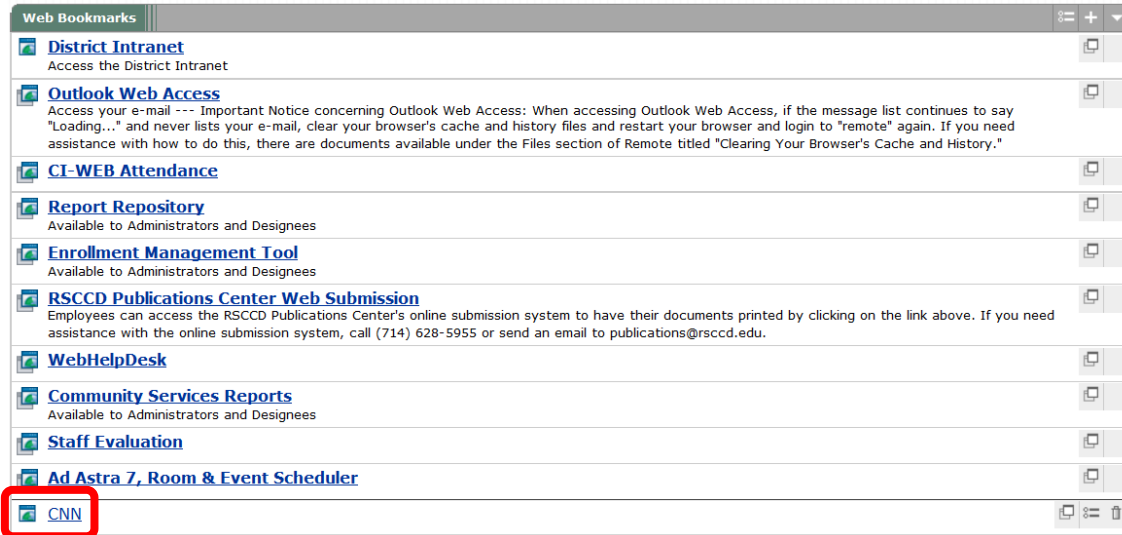 Web Bookmarks
District Intranet
Access the District Intranet
Outlook Web Access
Access your e-mail --- Important Notice concerning Outlook Web Access: When accessing Outlook Web Access, if the message list continues to say
"Loading..." and never lists your e-mail, clear your browser's cache and history files and restart your browser and login to "remote" again. If you need
assistance with how to do this, there are documents available under the Files section of Remote titled "Clearing Your Browser's Cache and History."
CI-WEB Attendance
Report Repository
Available to Administrators and Designees
Enrollment Management Tool
Available to Administrators and Designees
RSCCD Publications Center Web Submission
Employees can access the RSCCD Publications Center's online submission system to have their documents printed by clicking on the link above. If you need
assistance with the online submission system, call (714) 628-5955 or send an email to publications@rsccd.edu.
WebHelpDesk
Community Services Reports
Available to Administrators and Designees
Staff Evaluation
Ad Astra 7, Room & Event Scheduler
CNN